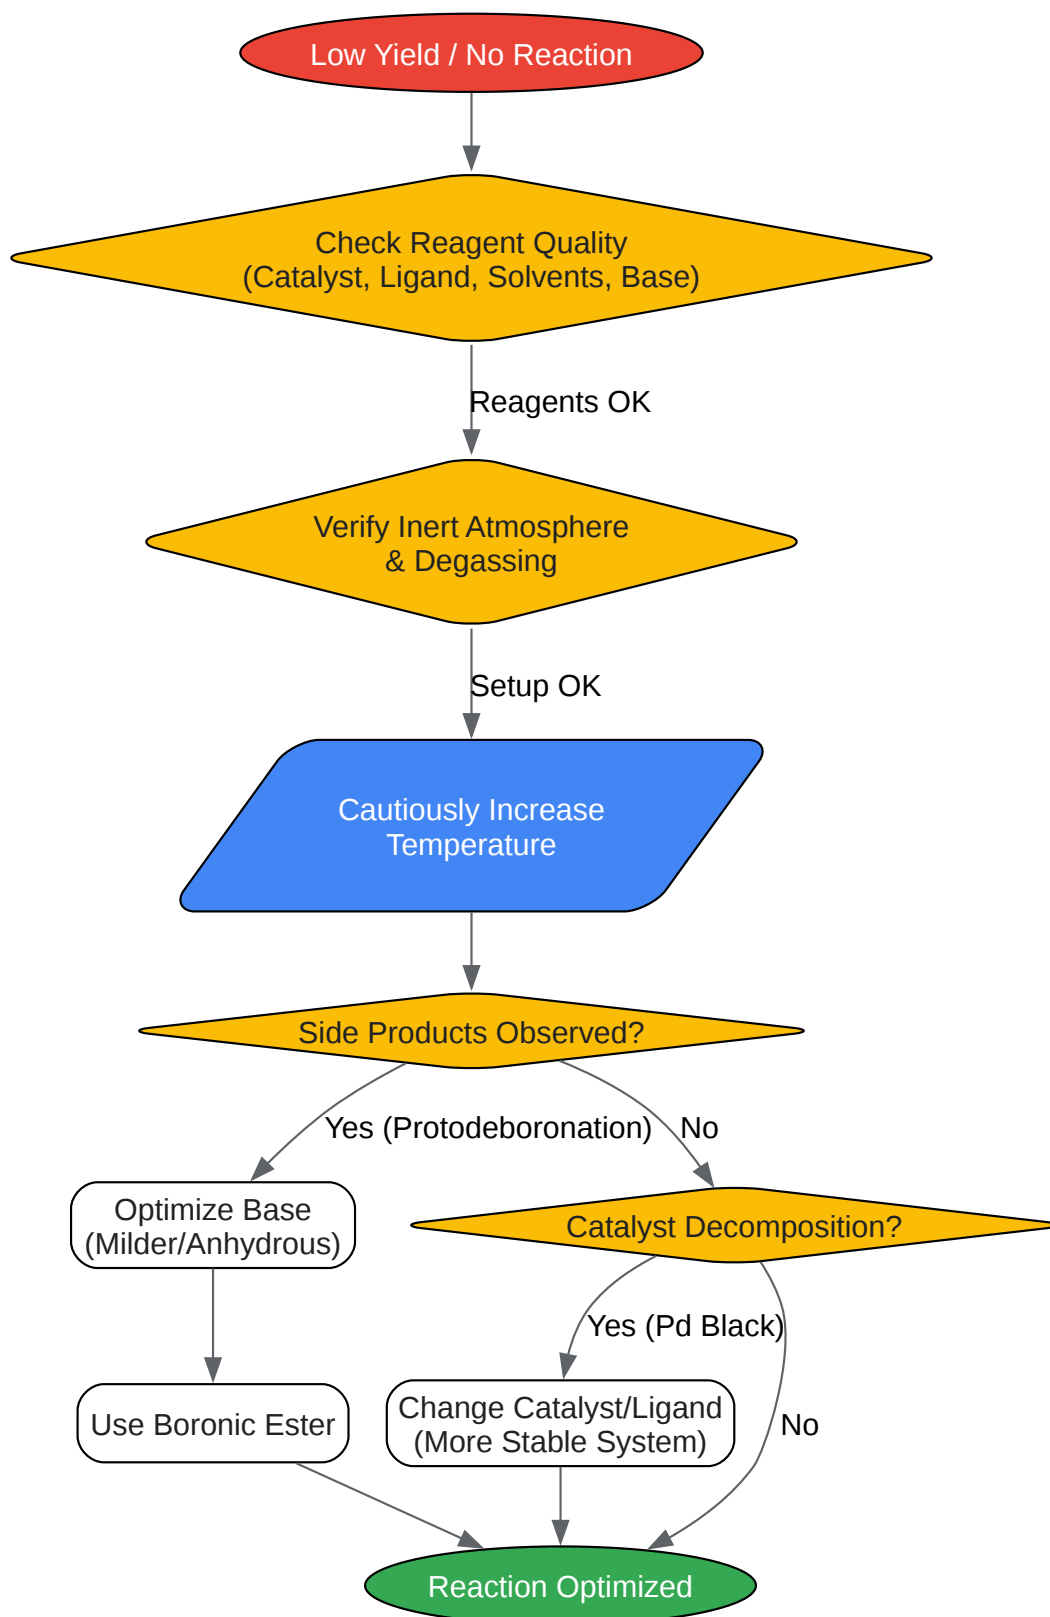 Low Yield / No Reaction
Check Reagent Quality
(Catalyst, Ligand, Solvents, Base)
Reagents OK
Verify Inert Atmosphere
& Degassing
Setup OK
Cautiously Increase
Temperature
Side Products Observed?
Yes (Protodeboronation)
No
Optimize Base
(Milder/Anhydrous)
Catalyst Decomposition?
Yes (Pd Black)
Use Boronic Ester
Change Catalyst/Ligand
(More Stable System)
No
Reaction Optimized